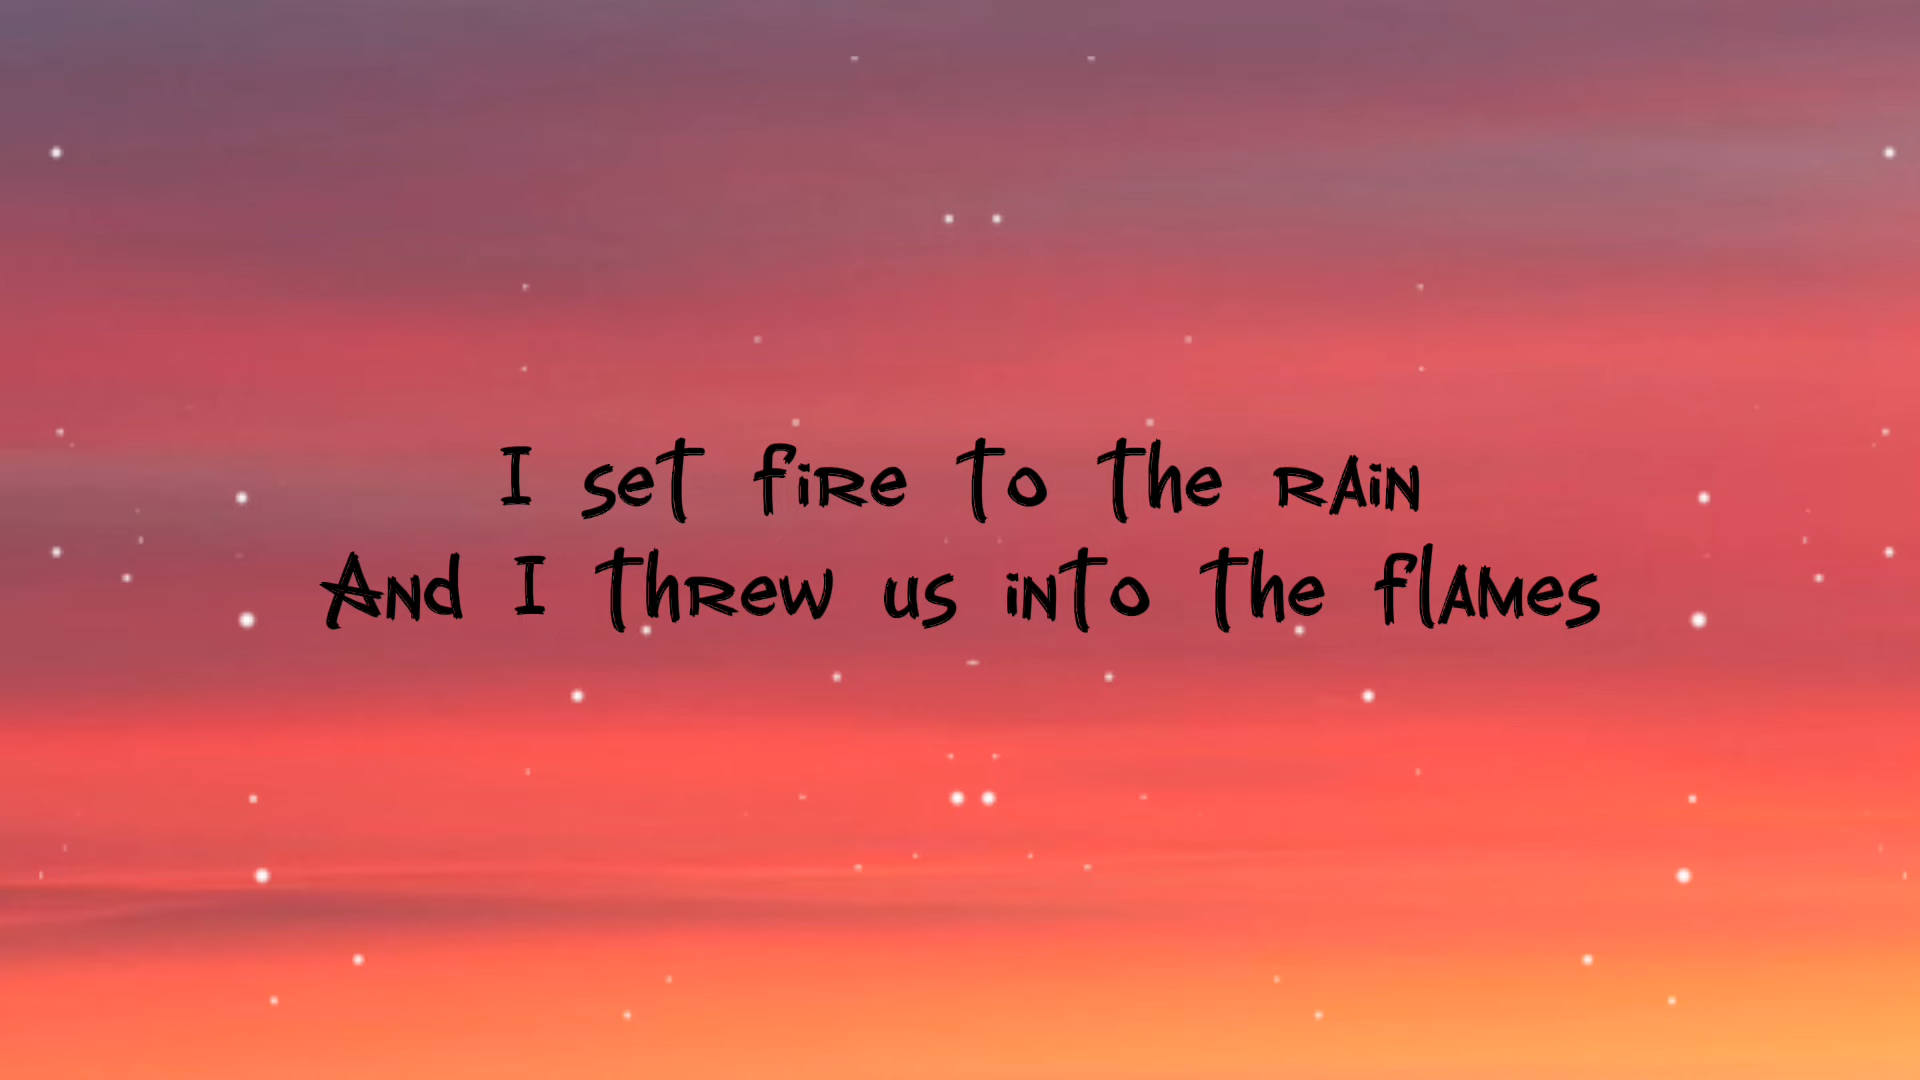 I set fire to the rain
And I threw us into the flames